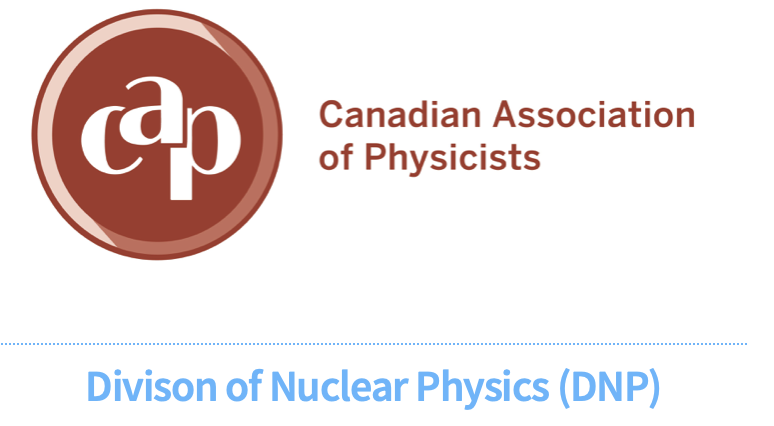 cap
Canadian Association
of Physicists
Divison of Nuclear Physics (DNP)